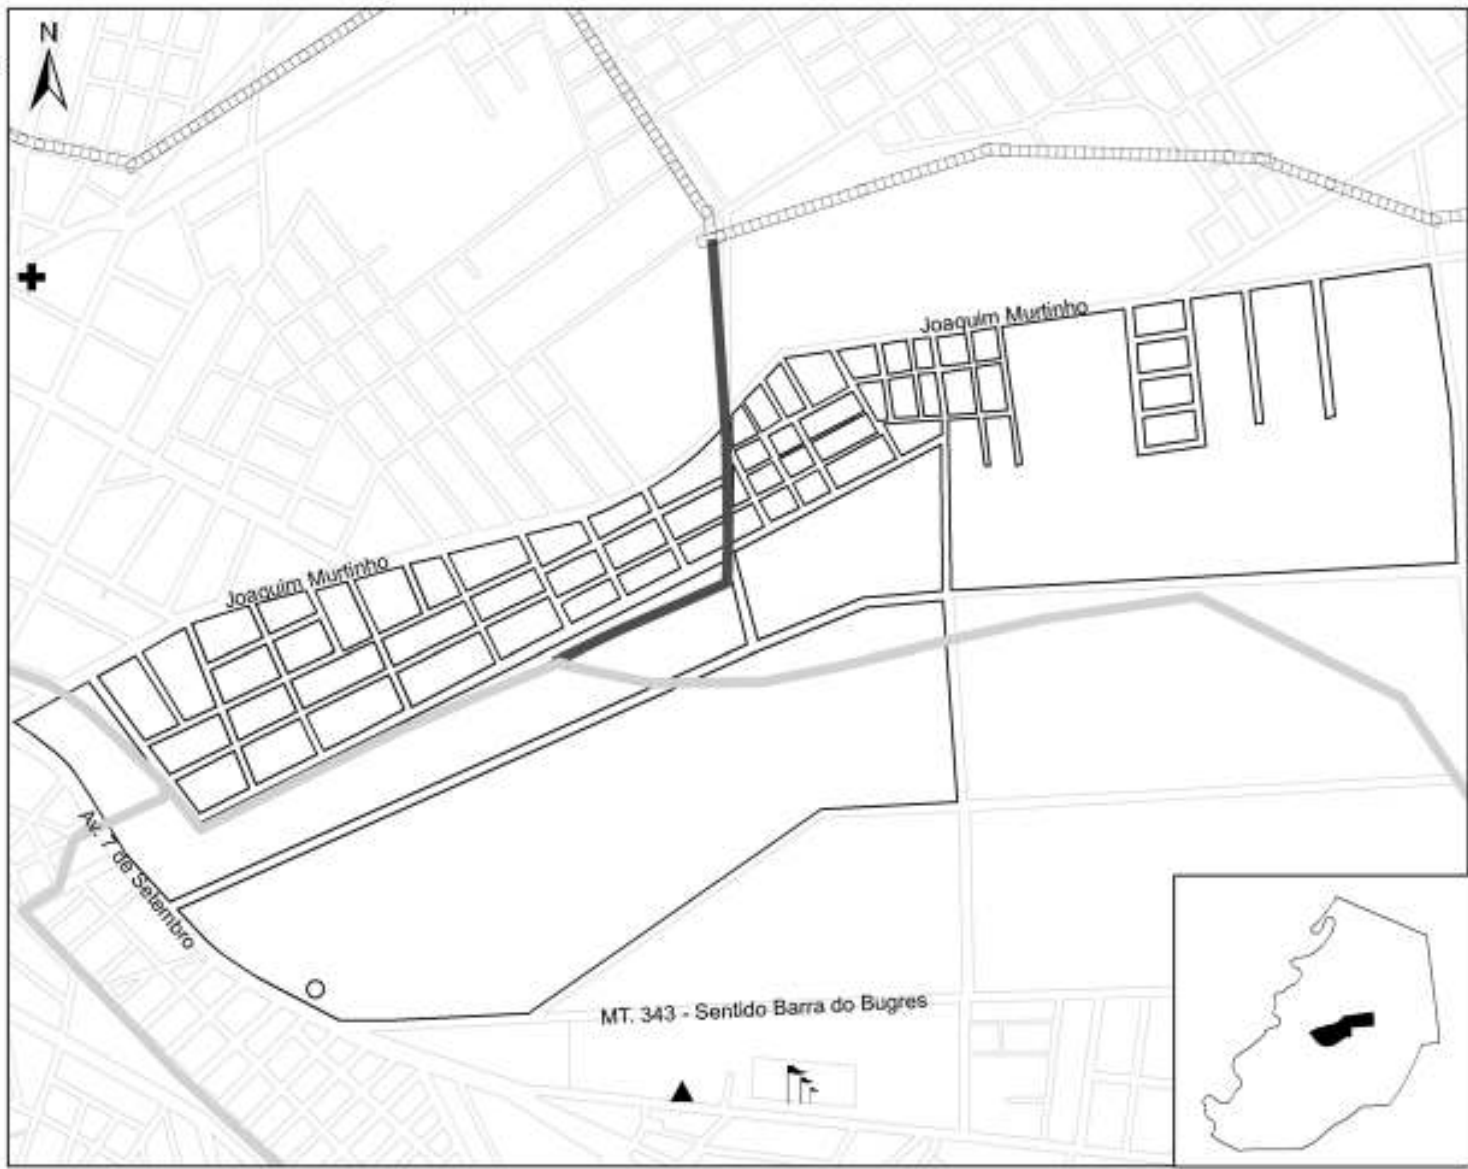 N
Joaquim Murtinho
Joaquim Murtinho
Av. 7 de Setembro
MT. 343 - Sentido Barra do Bugres